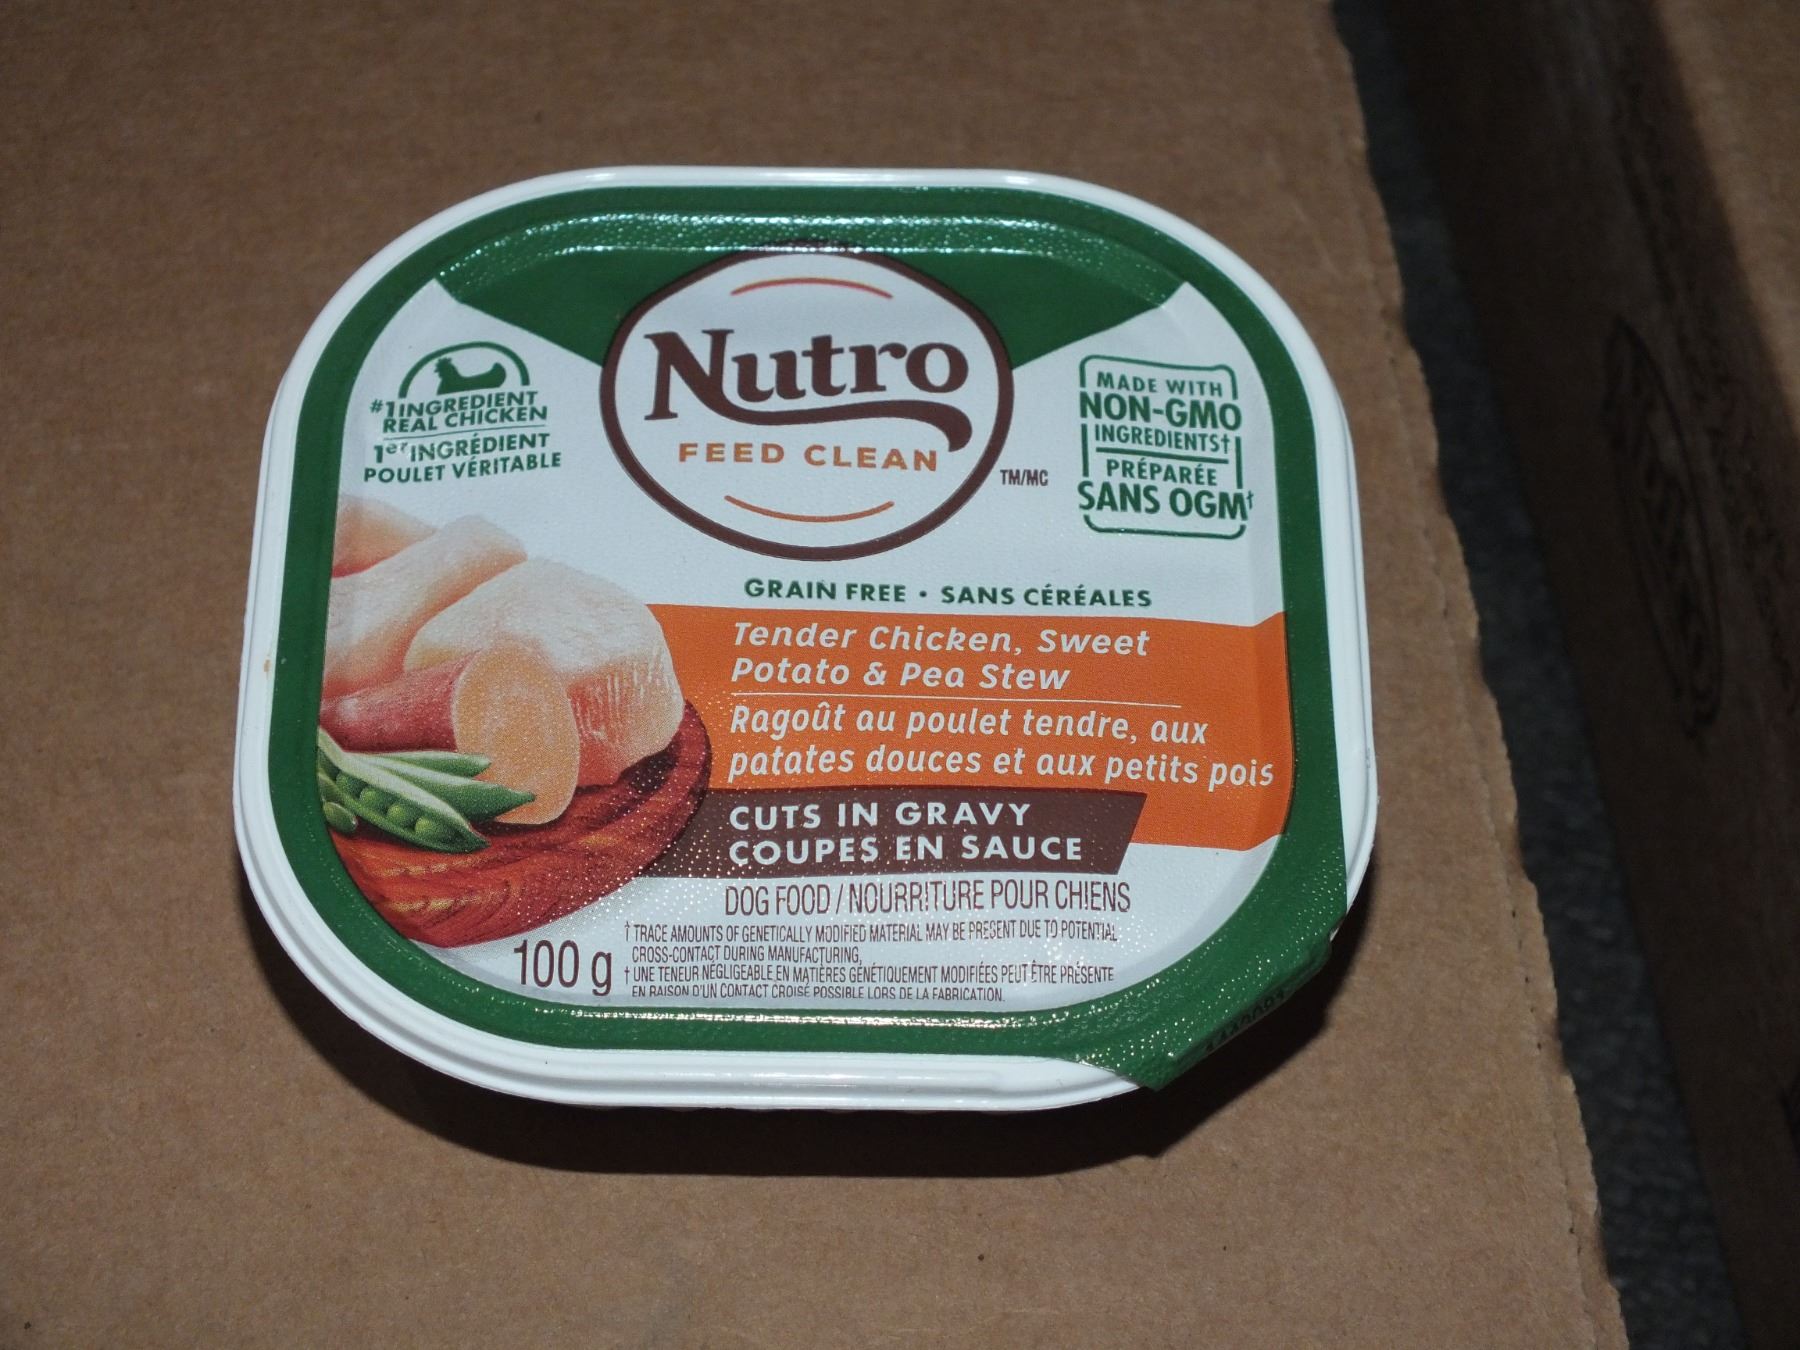 Nutro
FEED CLEAN
TM/MC
#1 INGREDIENT
REAL CHICKEN
1er INGRÉDIENT
POULET VÉRITABLE
MADE WITH
NON-GMO
INGREDIENTS†
PRÉPARÉE
SANS OGM†
GRAIN FREE • SANS CÉRÉALES
Tender Chicken, Sweet
Potato & Pea Stew
Ragoût au poulet tendre, aux
patates douces et aux petits pois
CUTS IN GRAVY
COUPES EN SAUCE
DOG FOOD / NOURRITURE POUR CHIENS
100 g
† TRACE AMOUNTS OF GENETICALLY MODIFIED MATERIAL MAY BE PRESENT DUE TO POTENTIAL
CROSS-CONTACT DURING MANUFACTURING.
† UNE TENEUR NÉGLIGEABLE EN MATIÈRES GÉNÉTIQUEMENT MODIFIÉES PEUT ÊTRE PRÉSENTE
EN RAISON D'UN CONTACT CROISÉ POSSIBLE LORS DE LA FABRICATION.